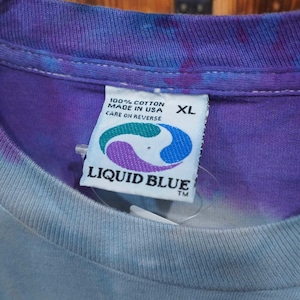 100% COTTON
MADE IN USA
CARE ON REVERSE
XL
LIQUID BLUE
TM